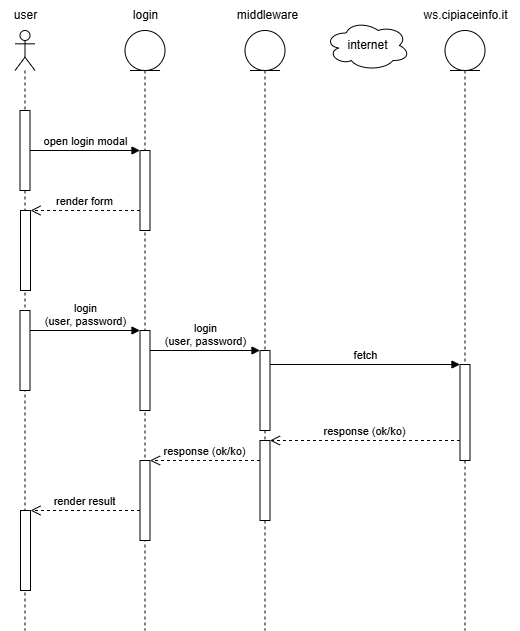 user
login
middleware
internet
ws.cipiaceinfo.it
open login modal
render form
login
(user, password)
login
(user, password)
fetch
response (ok/ko)
response (ok/ko)
render result